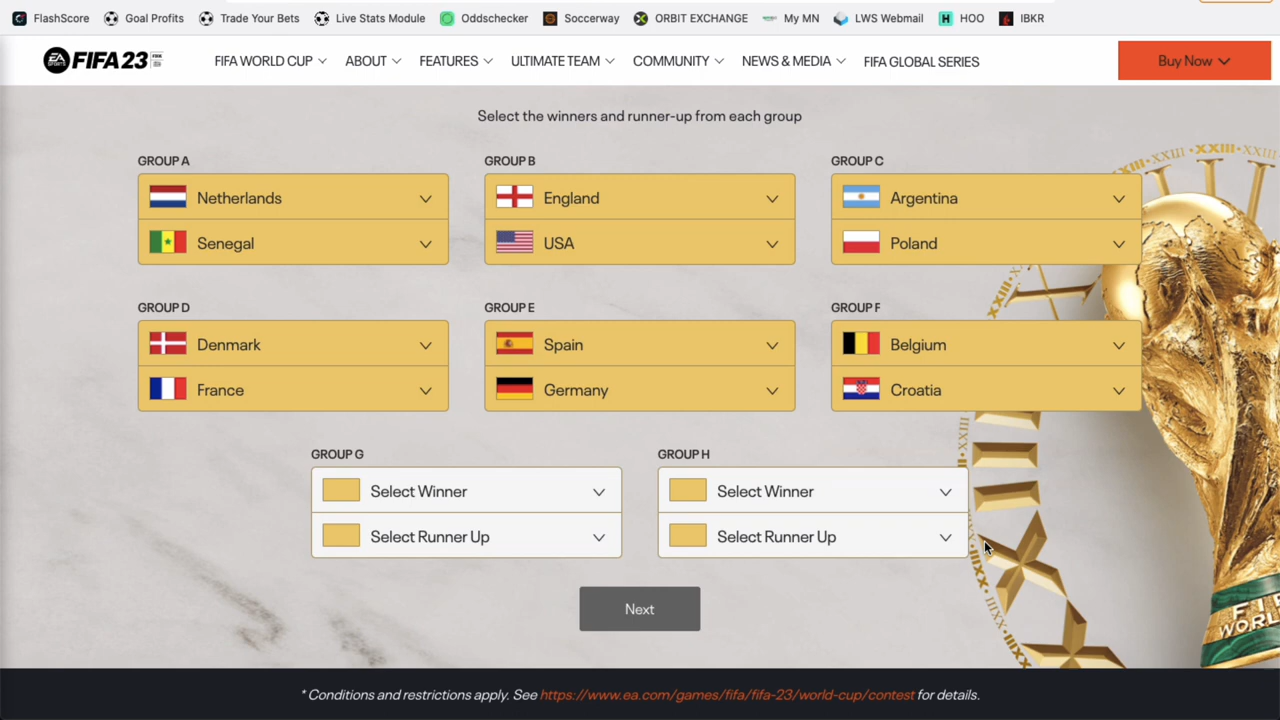 FlashScore Goal Profits Trade Your Bets Live Stats Module Oddschecker Soccerway ORBIT EXCHANGE My MN LWS Webmail H HOO IBKR
EA SPORTS FIFA 23 FIFA WORLD CUP ABOUT FEATURES ULTIMATE TEAM COMMUNITY NEWS & MEDIA FIFA GLOBAL SERIES Buy Now
Select the winners and runner-up from each group
GROUP A GROUP B GROUP C
Netherlands England Argentina
Senegal USA Poland
GROUP D GROUP E GROUP F
Denmark Spain Belgium
France Germany Croatia
GROUP G GROUP H
Select Winner Select Winner
Select Runner Up Select Runner Up
Next
* Conditions and restrictions apply. See https://www.ea.com/games/fifa/fifa-23/world-cup/contest for details.